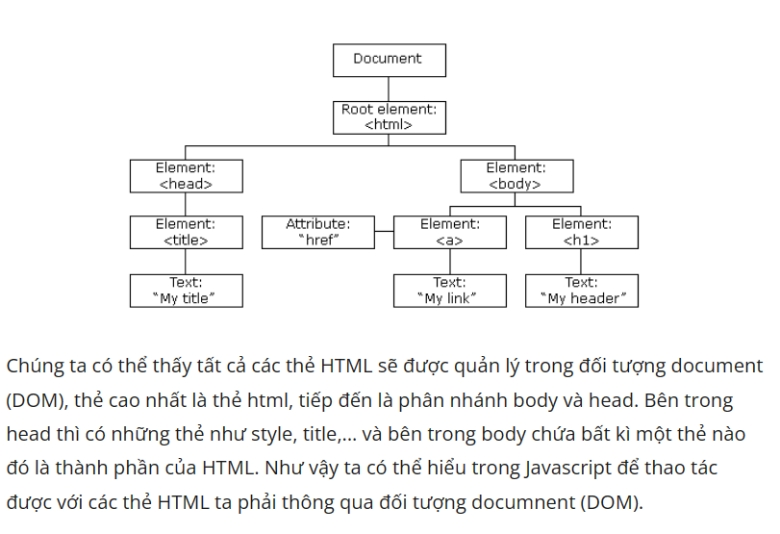 Document
Root element:
<html>
Element:
<head>
Element:
<body>
Element:
<title>
Attribute:
"href"
Element:
<a>
Element:
<h1>
Text:
"My title"
Text:
"My link"
Text:
"My header"
Chúng ta có thể thấy tất cả các thẻ HTML sẽ được quản lý trong đối tượng document
(DOM), thẻ cao nhất là thẻ html, tiếp đến là phân nhánh body và head. Bên trong
head thì có những thẻ như style, title,... và bên trong body chứa bất kì một thẻ nào
đó là thành phần của HTML. Như vậy ta có thể hiểu trong Javascript để thao tác
được với các thẻ HTML ta phải thông qua đối tượng documnent (DOM).